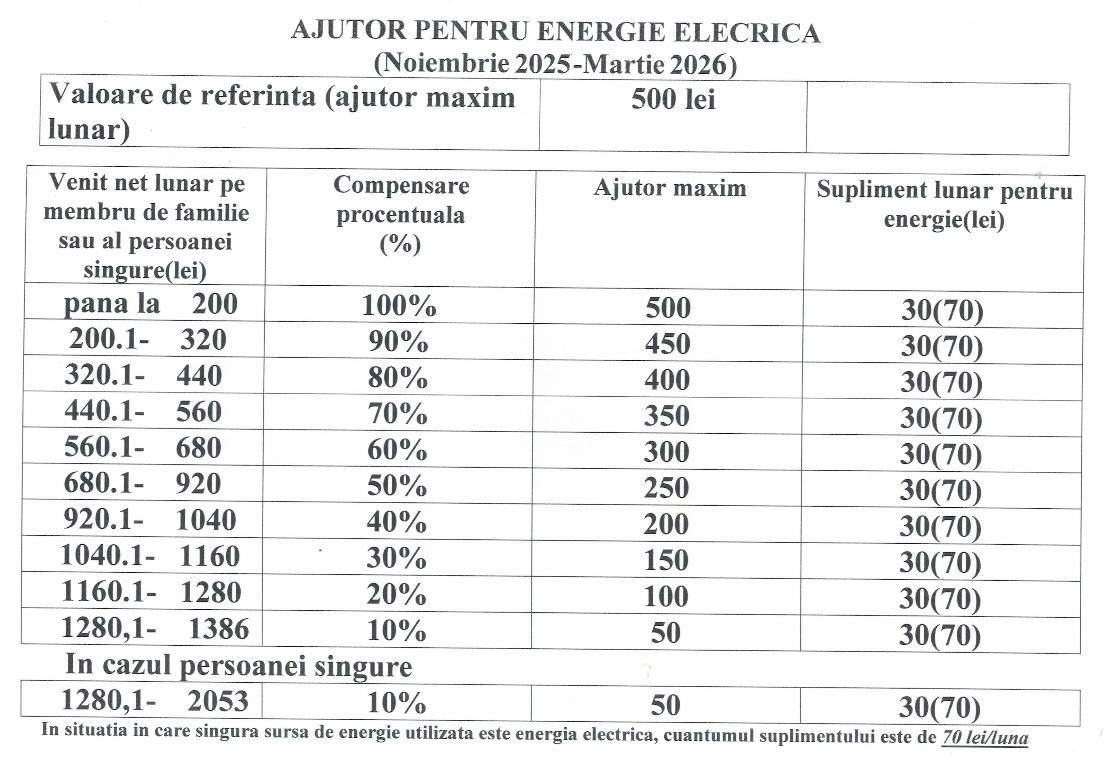 AJUTOR PENTRU ENERGIE ELECRICA
(Noiembrie 2025-Martie 2026)
Valoare de referinta (ajutor maxim 500 lei
lunar)
Venit net lunar pe Compensare Ajutor maxim Supliment lunar pentru
membru de familie procentuala energie(lei)
sau al persoanei (%)
singure(lei)
pana la 200 100% 500 30(70)
200.1- 320 90% 450 30(70)
320.1- 440 80% 400 30(70)
440.1- 560 70% 350 30(70)
560.1- 680 60% 300 30(70)
680.1- 920 50% 250 30(70)
920.1- 1040 40% 200 30(70)
1040.1- 1160 30% 150 30(70)
1160.1- 1280 20% 100 30(70)
1280,1- 1386 10% 50 30(70)
In cazul persoanei singure
1280,1- 2053 10% 50 30(70)
In situatia in care singura sursa de energie utilizata este energia electrica, cuantumul suplimentului este de 70 lei/luna